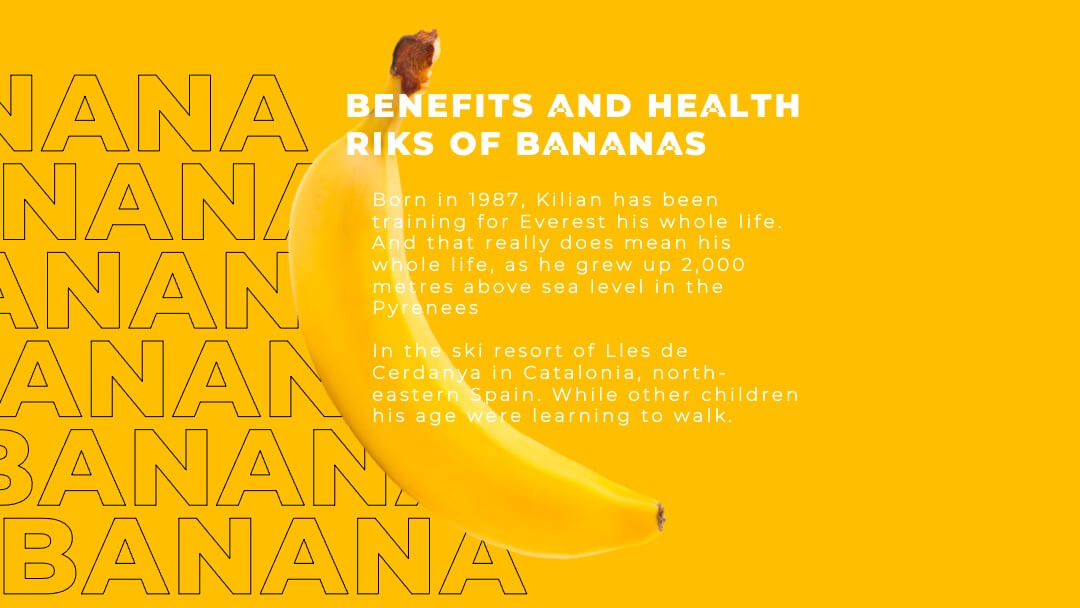 NANA
NANA
ANAN
ANAN
BANANA
BANANA
BENEFITS AND HEALTH
RIKS OF BANANAS
Born in 1987, Kilian has been
training for Everest his whole life.
And that really does mean his
whole life, as he grew up 2,000
metres above sea level in the
Pyrenees
In the ski resort of Lles de
Cerdanya in Catalonia, north-
eastern Spain. While other children
his age were learning to walk.